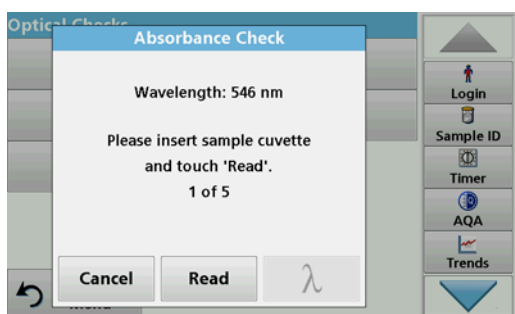 Optical Checks
Absorbance Check
Wavelength: 546 nm
Please insert sample cuvette
and touch 'Read'.
1 of 5
Cancel
Read
λ
Menu
Login
Sample ID
Timer
AQA
Trends